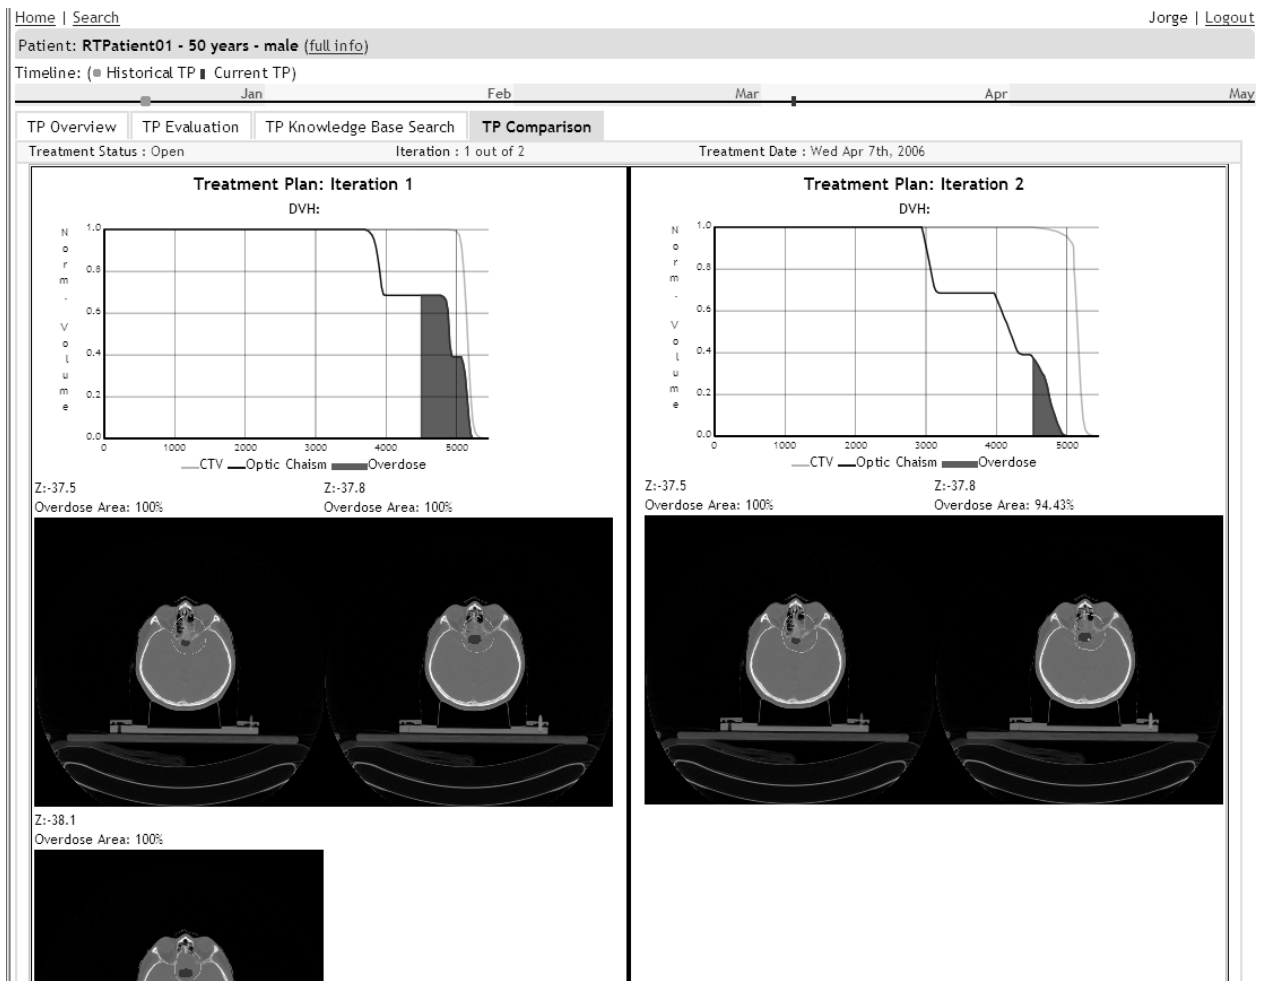 Home | Search
Jorge | Logout
Patient: RTPatient01 - 50 years - male (full info)
Timeline: ( Historical TP Current TP)
Jan Feb Mar Apr May
TP Overview TP Evaluation TP Knowledge Base Search TP Comparison
Treatment Status : Open Iteration : 1 out of 2 Treatment Date : Wed Apr 7th, 2006
Treatment Plan: Iteration 1
DVH:
Norm. Volume
1.0
0.8
0.6
0.4
0.2
0.0
0 1000 2000 3000 4000 5000
CTV Optic Chaism Overdose
Z:-37.5 Z:-37.8
Overdose Area: 100% Overdose Area: 100%
Z:-38.1
Overdose Area: 100%
Treatment Plan: Iteration 2
DVH:
Norm. Volume
1.0
0.8
0.6
0.4
0.2
0.0
0 1000 2000 3000 4000 5000
CTV Optic Chaism Overdose
Z:-37.5 Z:-37.8
Overdose Area: 100% Overdose Area: 94.43%